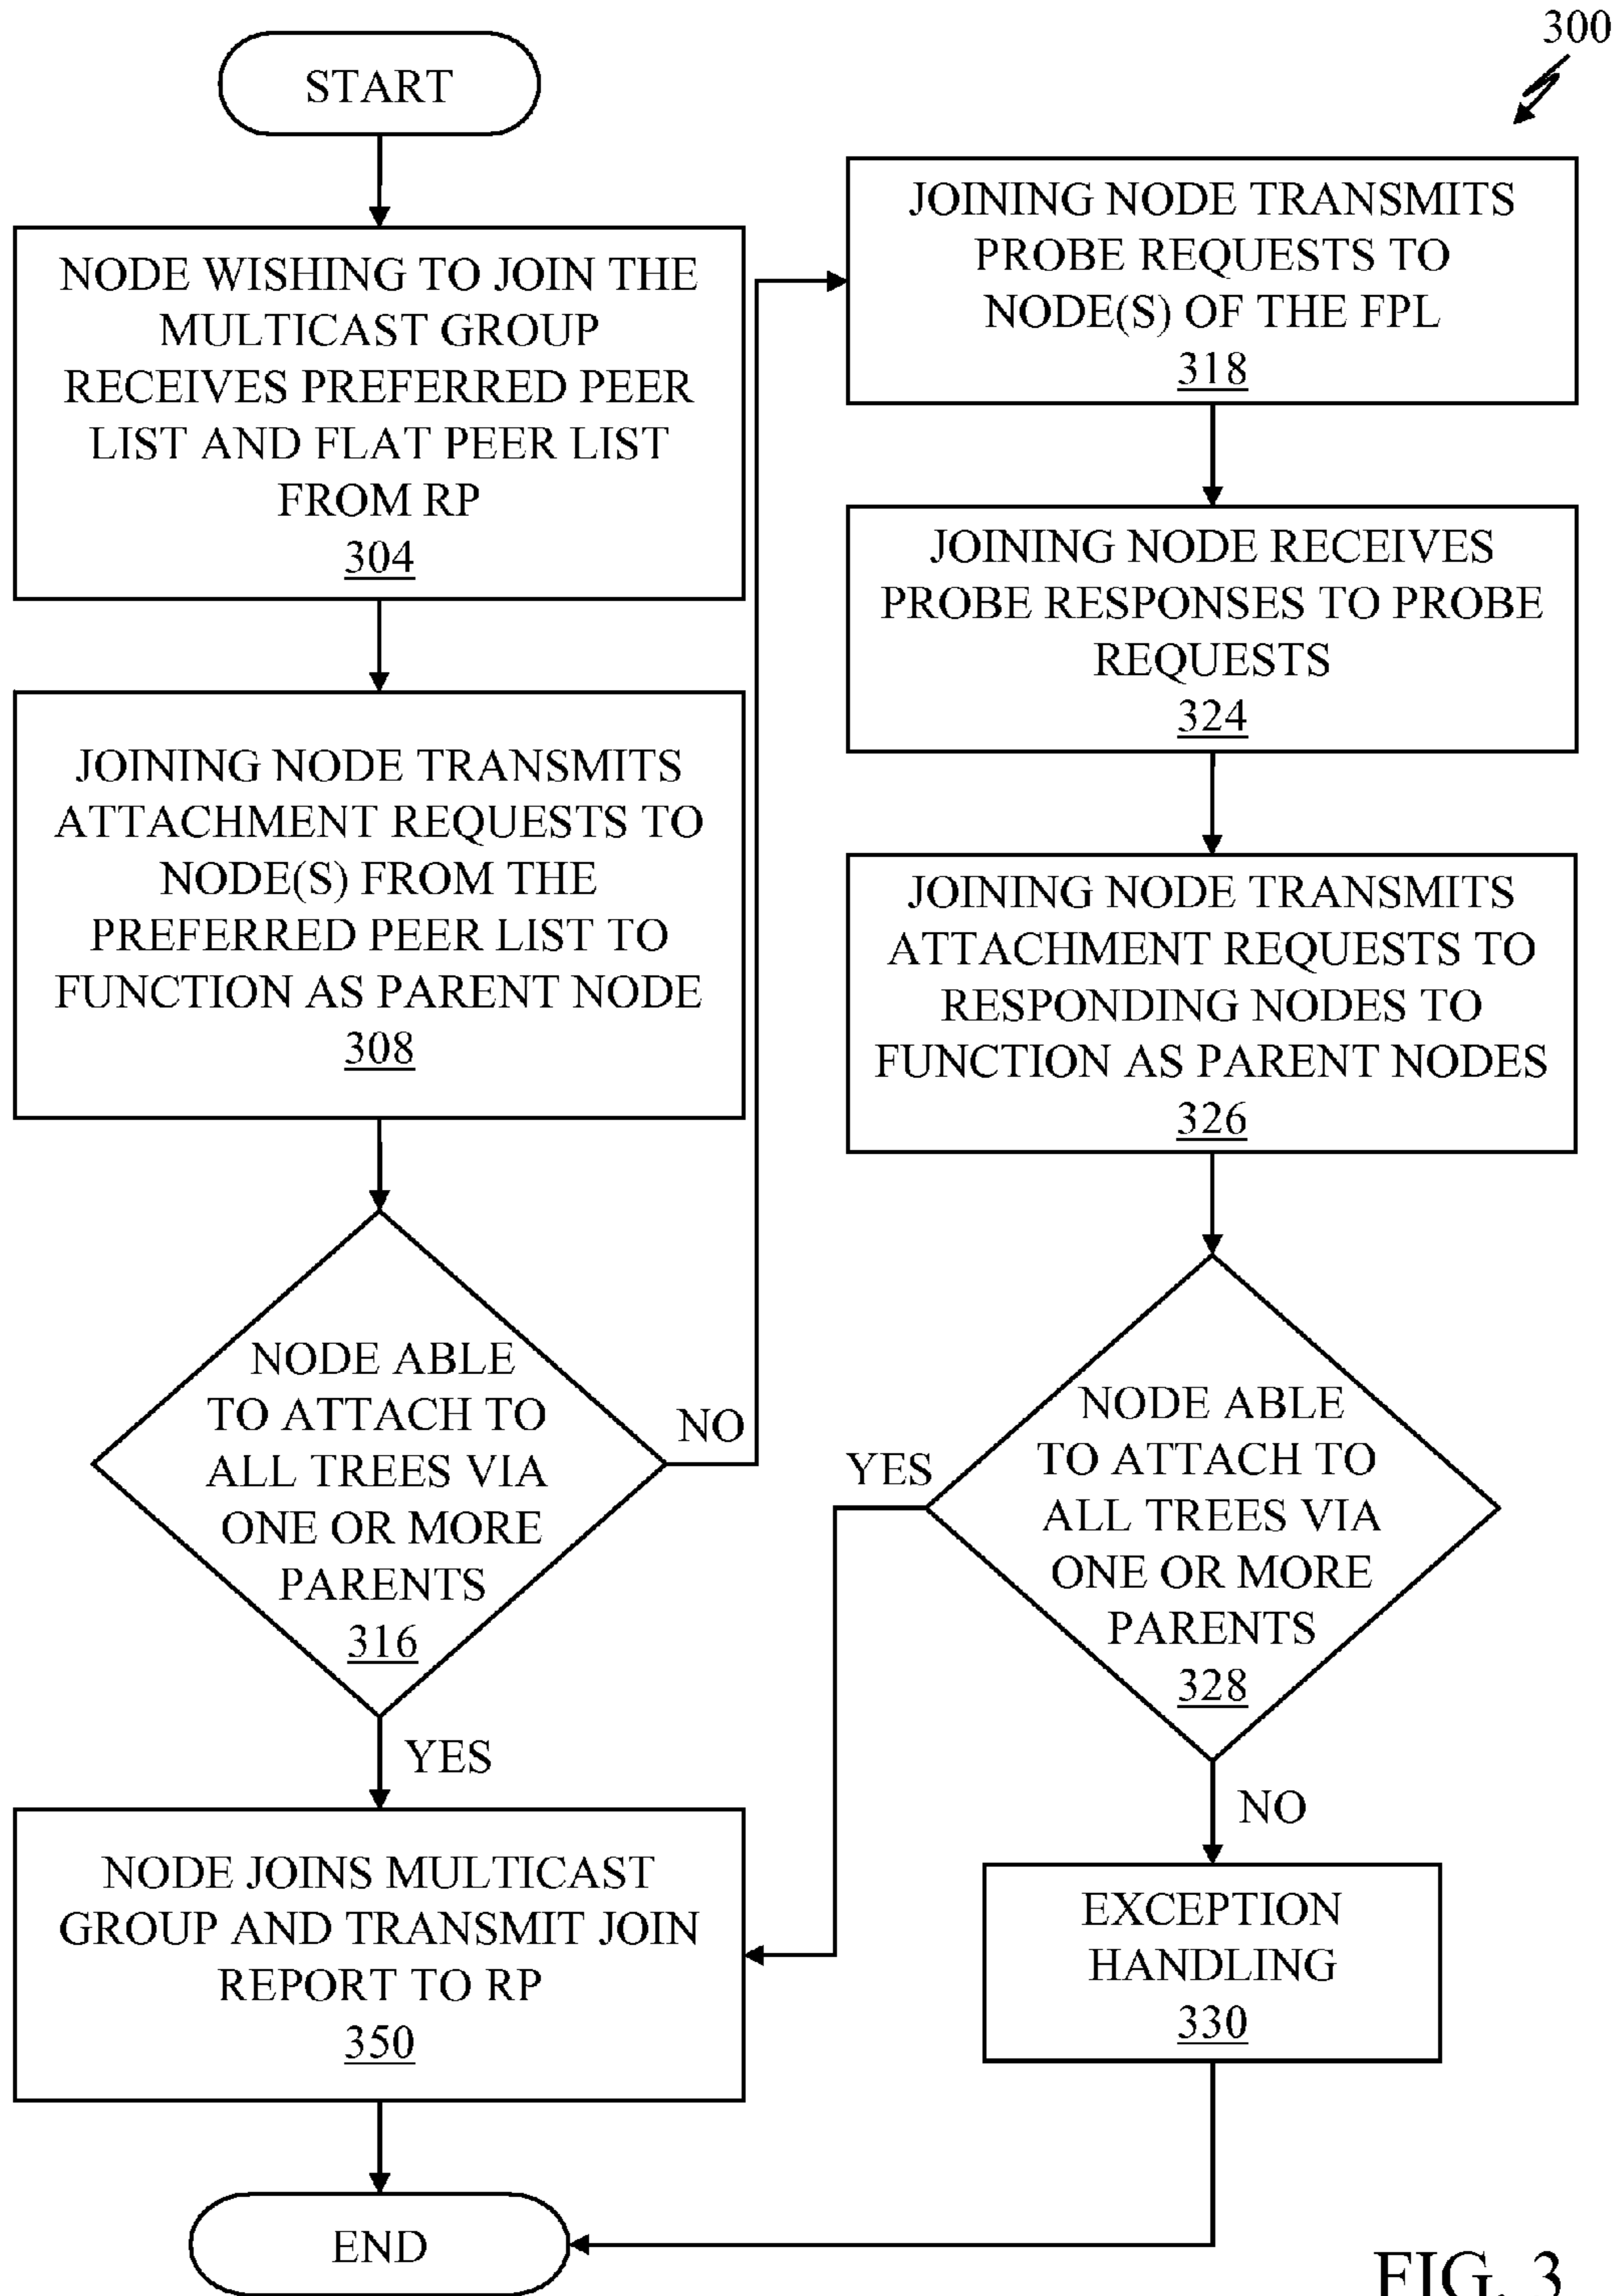 START
NODE WISHING TO JOIN THE
MULTICAST GROUP
RECEIVES PREFERRED PEER
LIST AND FLAT PEER LIST
FROM RP
304
JOINING NODE TRANSMITS
ATTACHMENT REQUESTS TO
NODE(S) FROM THE
PREFERRED PEER LIST TO
FUNCTION AS PARENT NODE
308
NODE ABLE
TO ATTACH TO
ALL TREES VIA
ONE OR MORE
PARENTS
316
NO
YES
NODE JOINS MULTICAST
GROUP AND TRANSMIT JOIN
REPORT TO RP
350
END
300
JOINING NODE TRANSMITS
PROBE REQUESTS TO
NODE(S) OF THE FPL
318
JOINING NODE RECEIVES
PROBE RESPONSES TO PROBE
REQUESTS
324
JOINING NODE TRANSMITS
ATTACHMENT REQUESTS TO
RESPONDING NODES TO
FUNCTION AS PARENT NODES
326
NODE ABLE
TO ATTACH TO
ALL TREES VIA
ONE OR MORE
PARENTS
328
YES
NO
EXCEPTION
HANDLING
330
FIG. 3